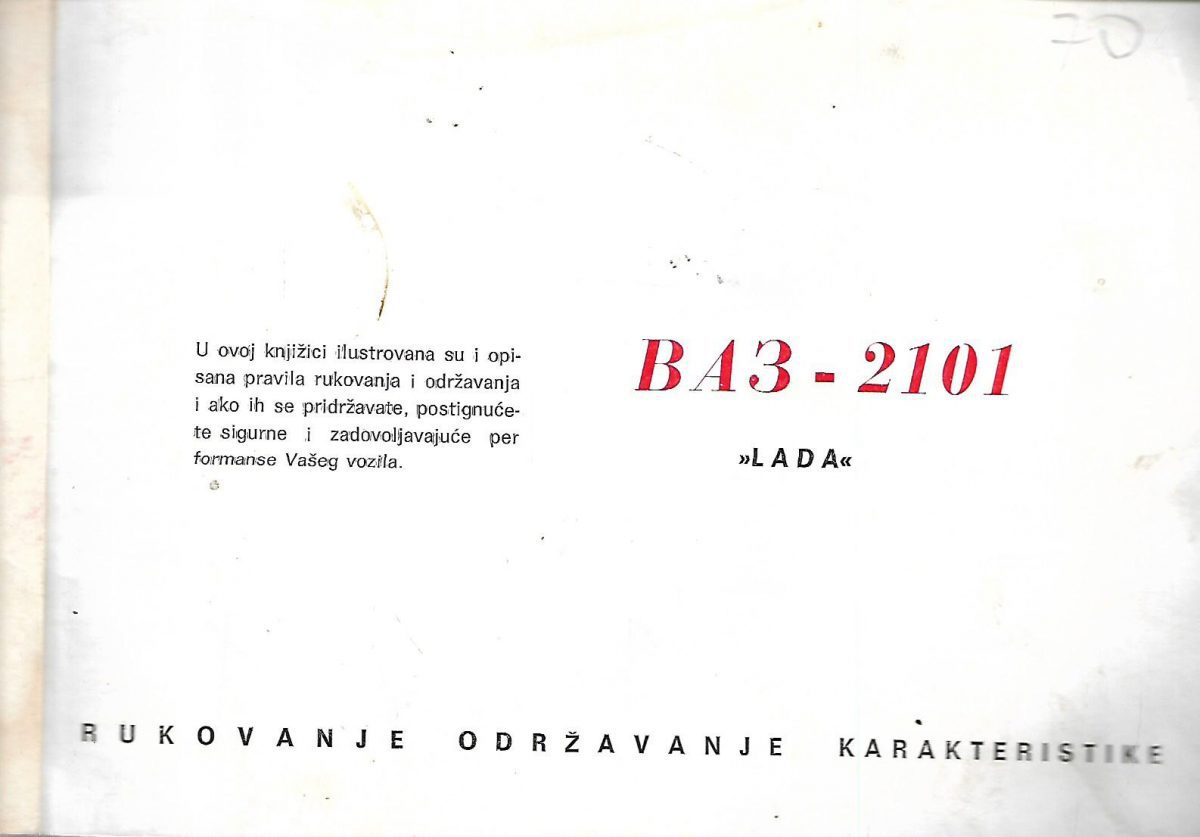 70
U ovoj knjižici ilustrovana su i opi-
sana pravila rukovanja i održavanja
i ako ih se pridržavate, postignuće-
te sigurne i zadovoljavajuće per
formanse Vašeg vozila.
ВАЗ - 2101
»LADA«
RUKOVANJE ODRŽAVANJE KARAKTERISTIKE